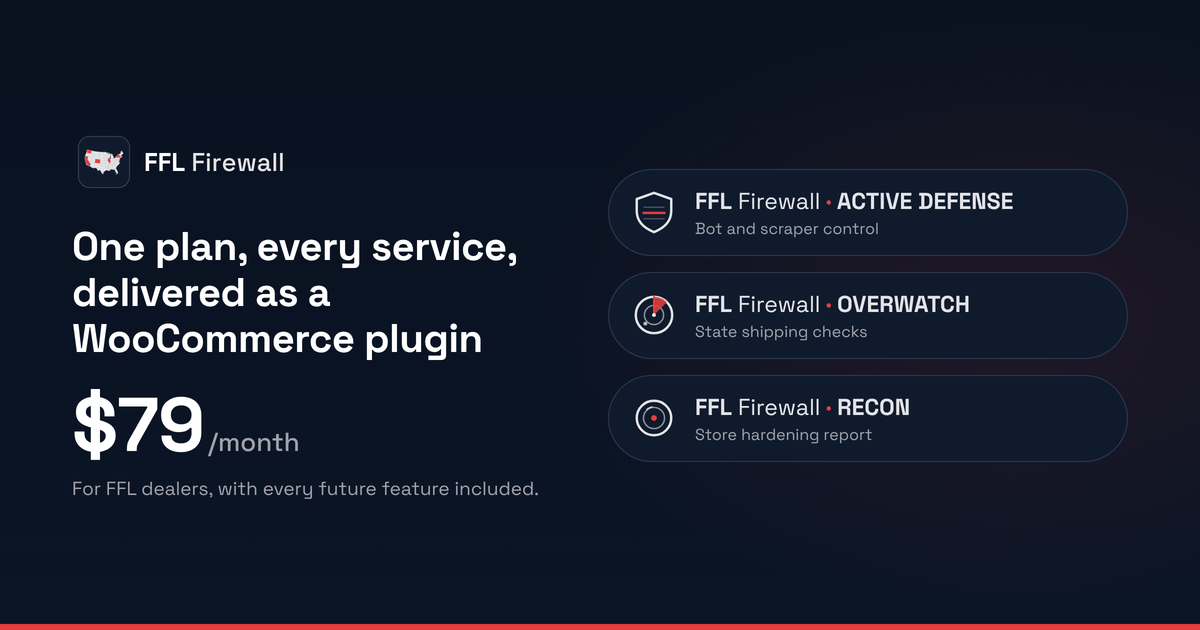 FFL Firewall
One plan, every service,
delivered as a
WooCommerce plugin
$79/month
For FFL dealers, with every future feature included.
FFL Firewall • ACTIVE DEFENSE
Bot and scraper control
FFL Firewall • OVERWATCH
State shipping checks
FFL Firewall • RECON
Store hardening report